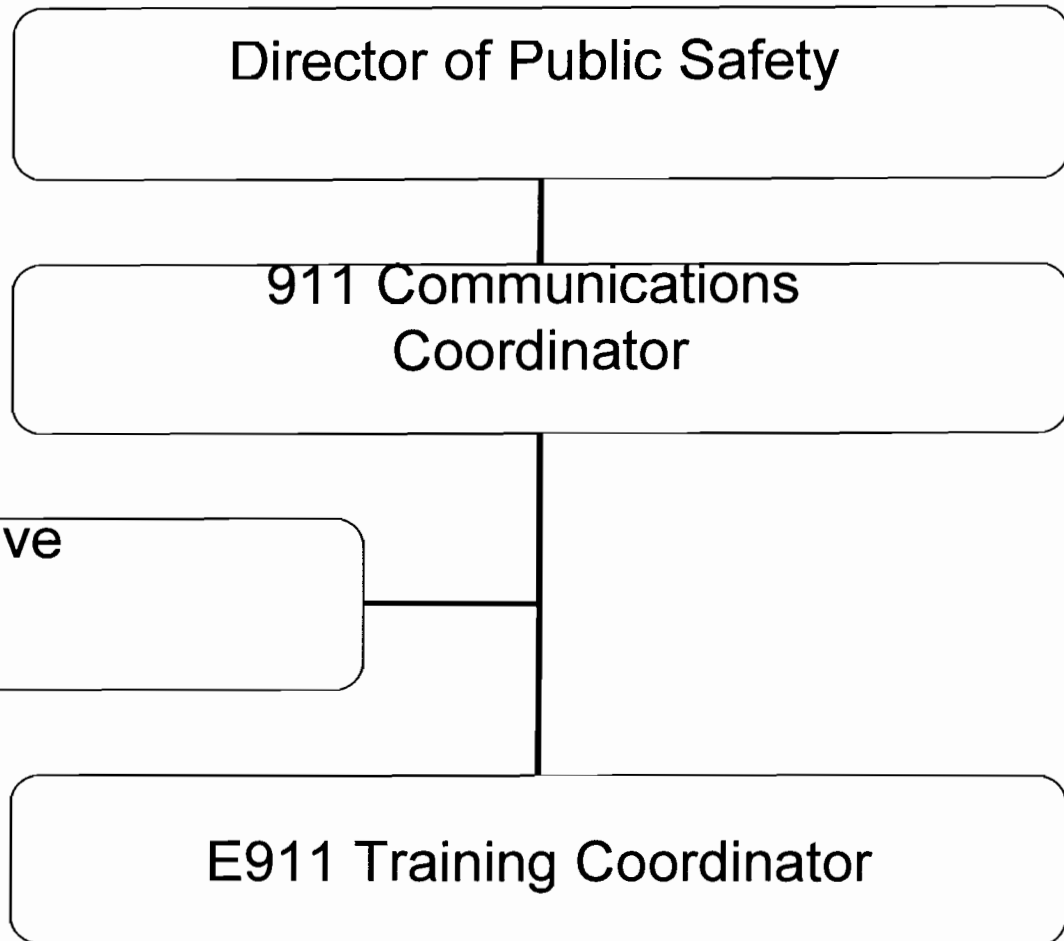 Director of Public Safety
911 Communications
Coordinator
ve
E911 Training Coordinator